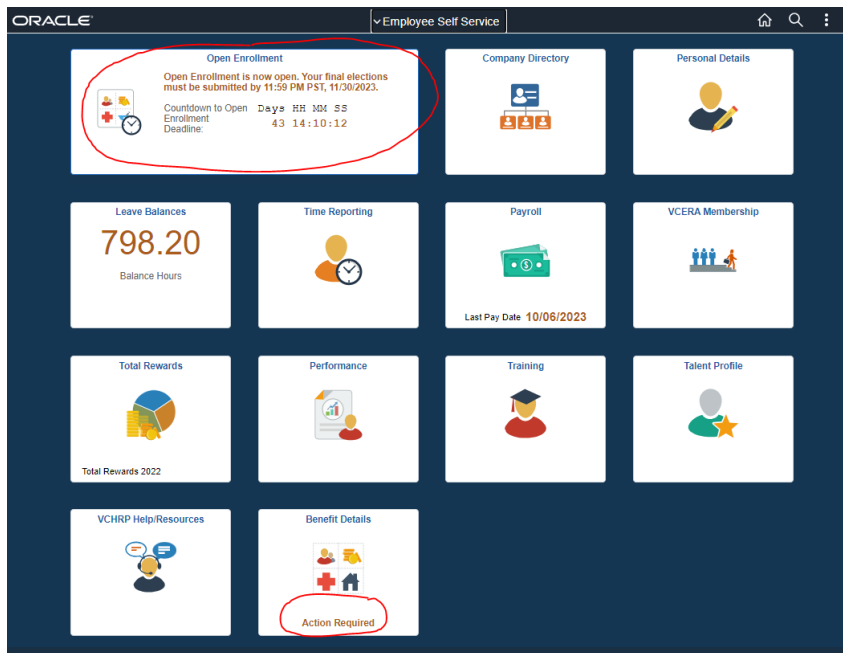 ORACLE
Employee Self Service
Open Enrollment
Open Enrollment is now open. Your final elections
must be submitted by 11:59 PM PST, 11/30/2023.
Countdown to Open
Enrollment
Deadline:
Days HH MM SS
43 14:10:12
Company Directory
Personal Details
Leave Balances
798.20
Balance Hours
Time Reporting
Payroll
Last Pay Date 10/06/2023
VCERA Membership
Total Rewards
Total Rewards 2022
Performance
Training
Talent Profile
VCHRP Help/Resources
Benefit Details
Action Required